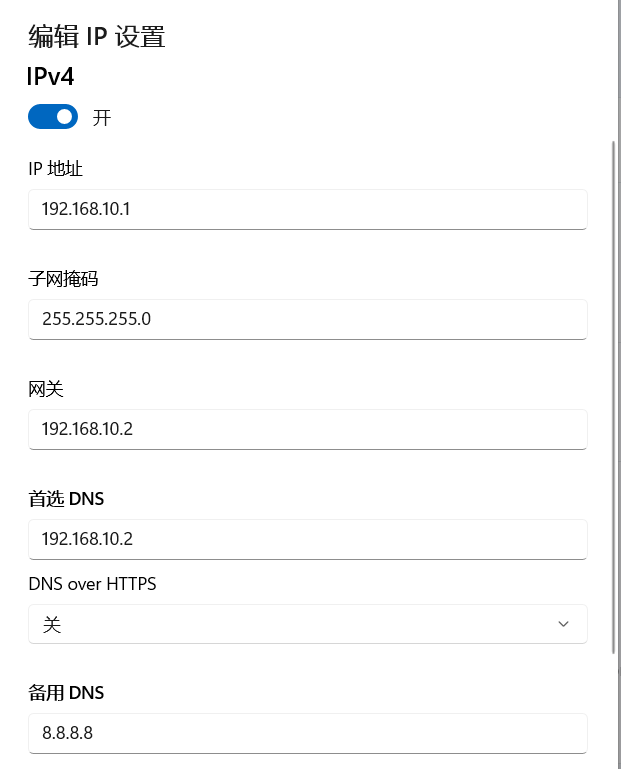 编辑 IP 设置
IPv4
开
IP 地址
192.168.10.1
子网掩码
255.255.255.0
网关
192.168.10.2
首选 DNS
192.168.10.2
DNS over HTTPS
关
备用 DNS
8.8.8.8